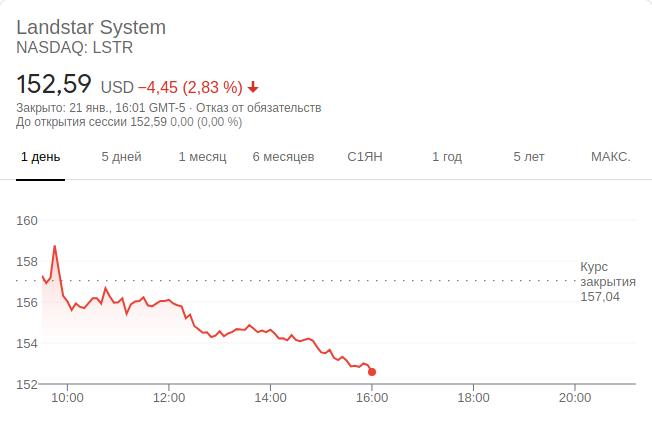 Landstar System
NASDAQ: LSTR
152,59 USD −4,45 (2,83 %)
Закрыто: 21 янв., 16:01 GMT-5 · Отказ от обязательств
До открытия сессии 152,59 0,00 (0,00 %)
1 день 5 дней 1 месяц 6 месяцев С1ЯН 1 год 5 лет МАКС.
160
158
Курс
закрытия
157,04
156
154
152
10:00 12:00 14:00 16:00 18:00 20:00